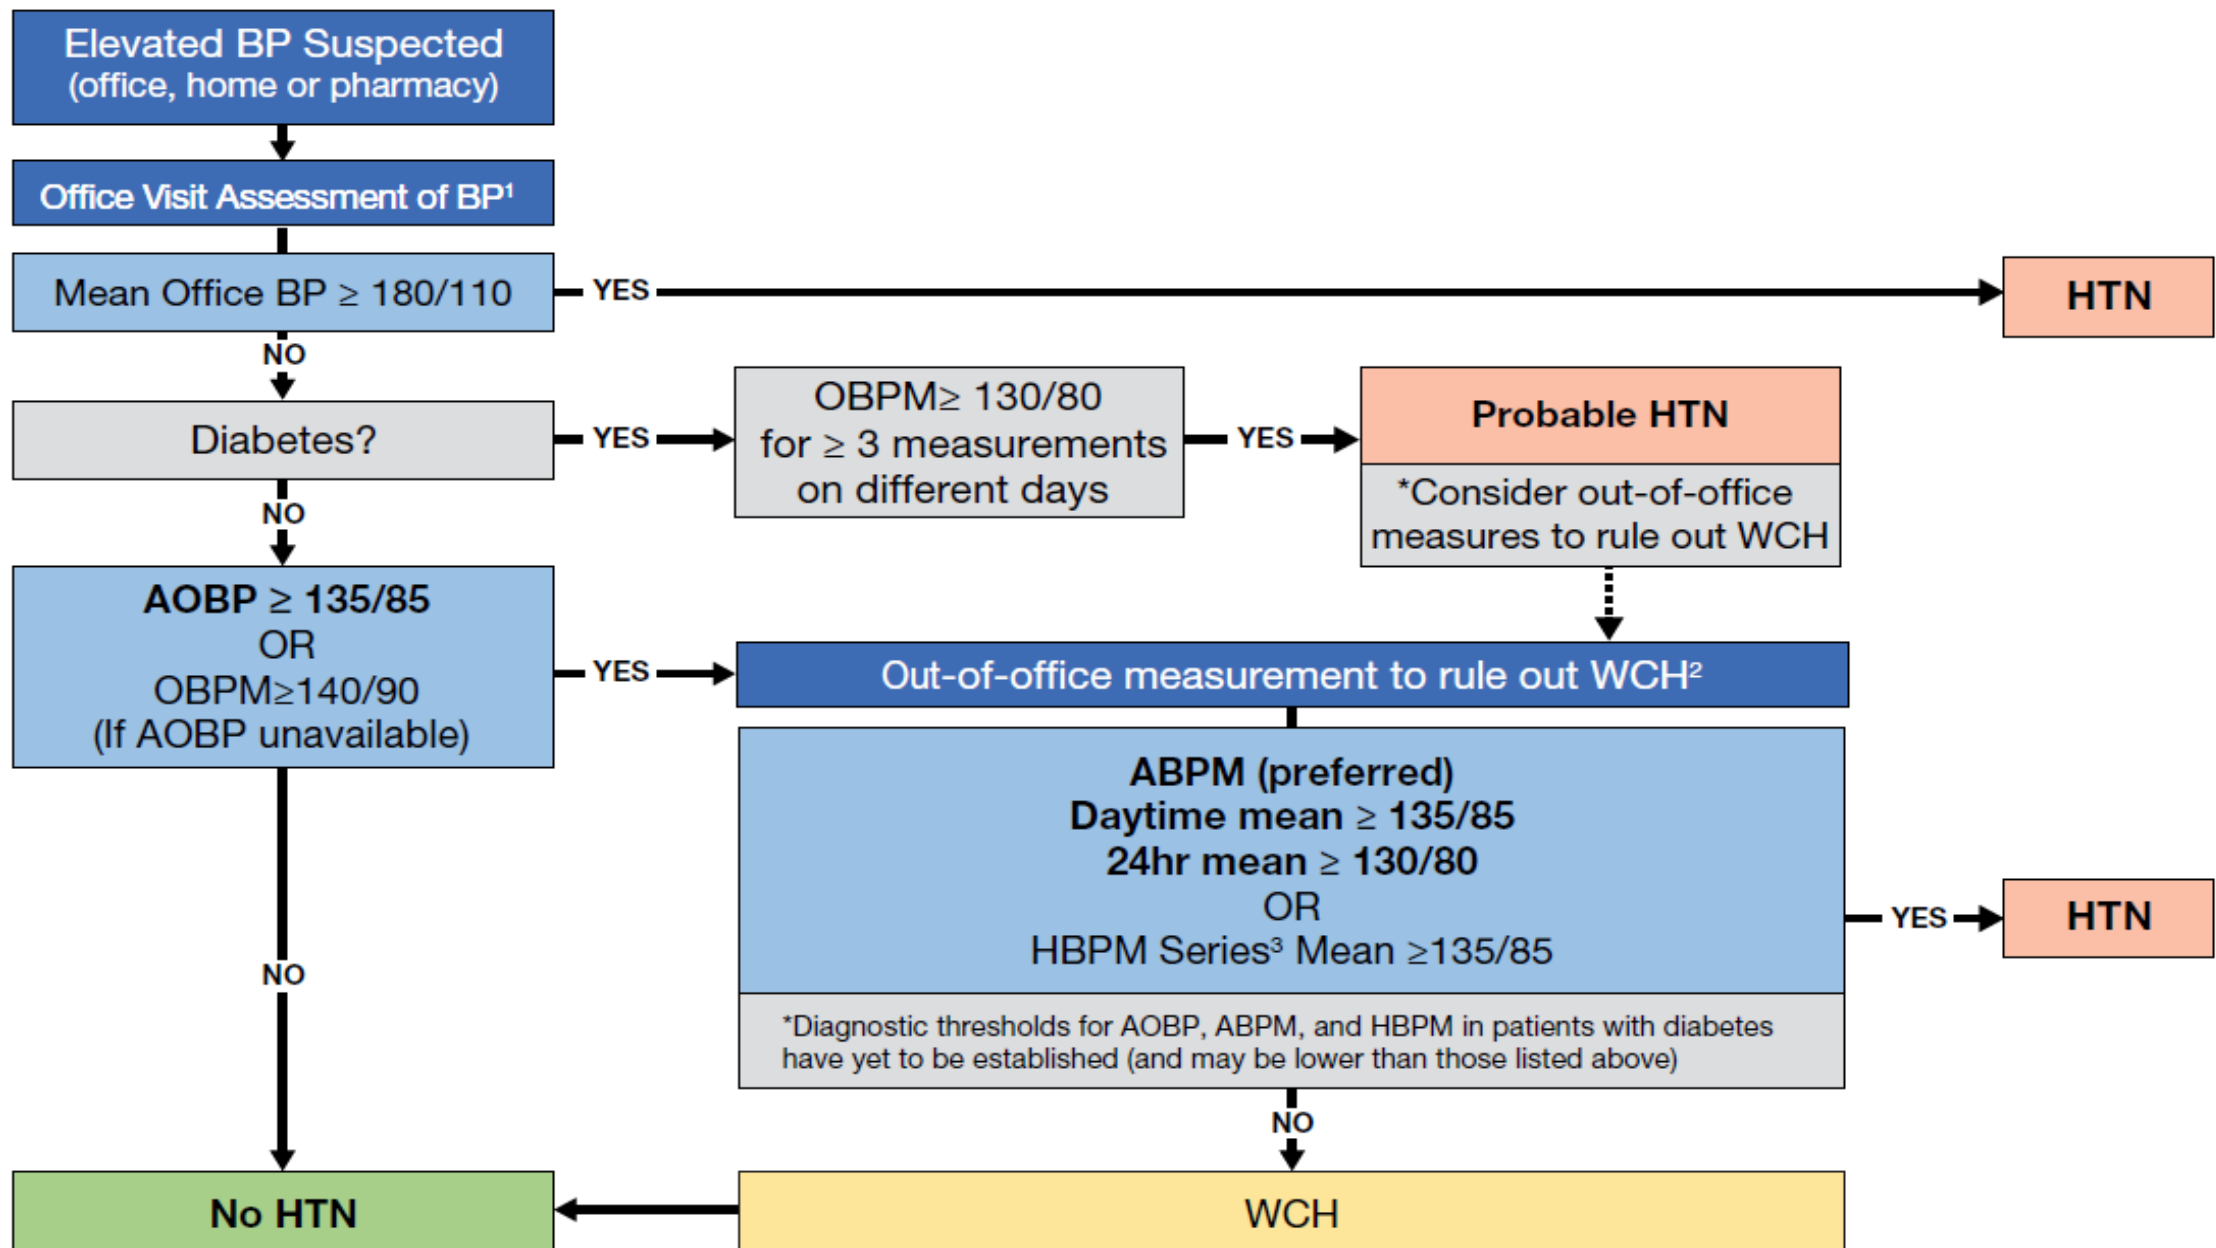 Elevated BP Suspected
(office, home or pharmacy)
Office Visit Assessment of BP¹
Mean Office BP ≥ 180/110
YES
HTN
NO
Diabetes?
YES
OBPM≥ 130/80
for ≥ 3 measurements
on different days
YES
Probable HTN
*Consider out-of-office
measures to rule out WCH
NO
AOBP ≥ 135/85
OR
OBPM≥140/90
(If AOBP unavailable)
YES
Out-of-office measurement to rule out WCH²
ABPM (preferred)
Daytime mean ≥ 135/85
24hr mean ≥ 130/80
OR
HBPM Series³ Mean ≥135/85
YES
HTN
*Diagnostic thresholds for AOBP, ABPM, and HBPM in patients with diabetes
have yet to be established (and may be lower than those listed above)
NO
NO
No HTN
WCH